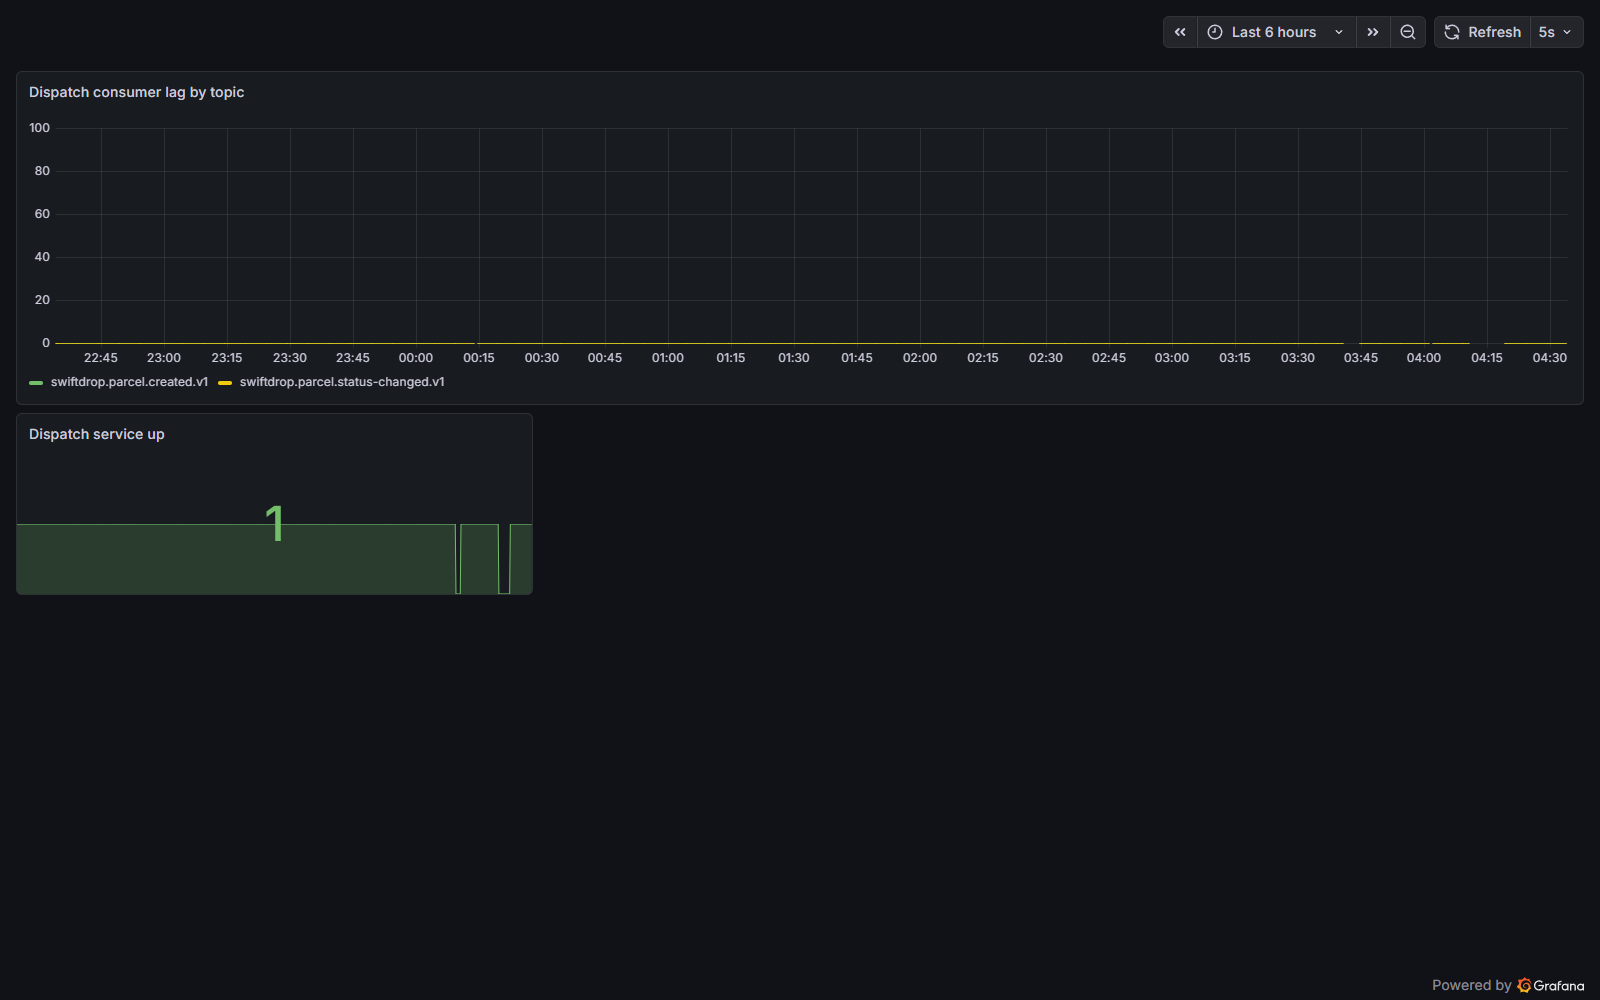 Last 6 hours
Refresh
5s
Dispatch consumer lag by topic
100
80
60
40
20
0
22:45 23:00 23:15 23:30 23:45 00:00 00:15 00:30 00:45 01:00 01:15 01:30 01:45 02:00 02:15 02:30 02:45 03:00 03:15 03:30 03:45 04:00 04:15 04:30
swiftdrop.parcel.created.v1 swiftdrop.parcel.status-changed.v1
Dispatch service up
1
Powered by Grafana